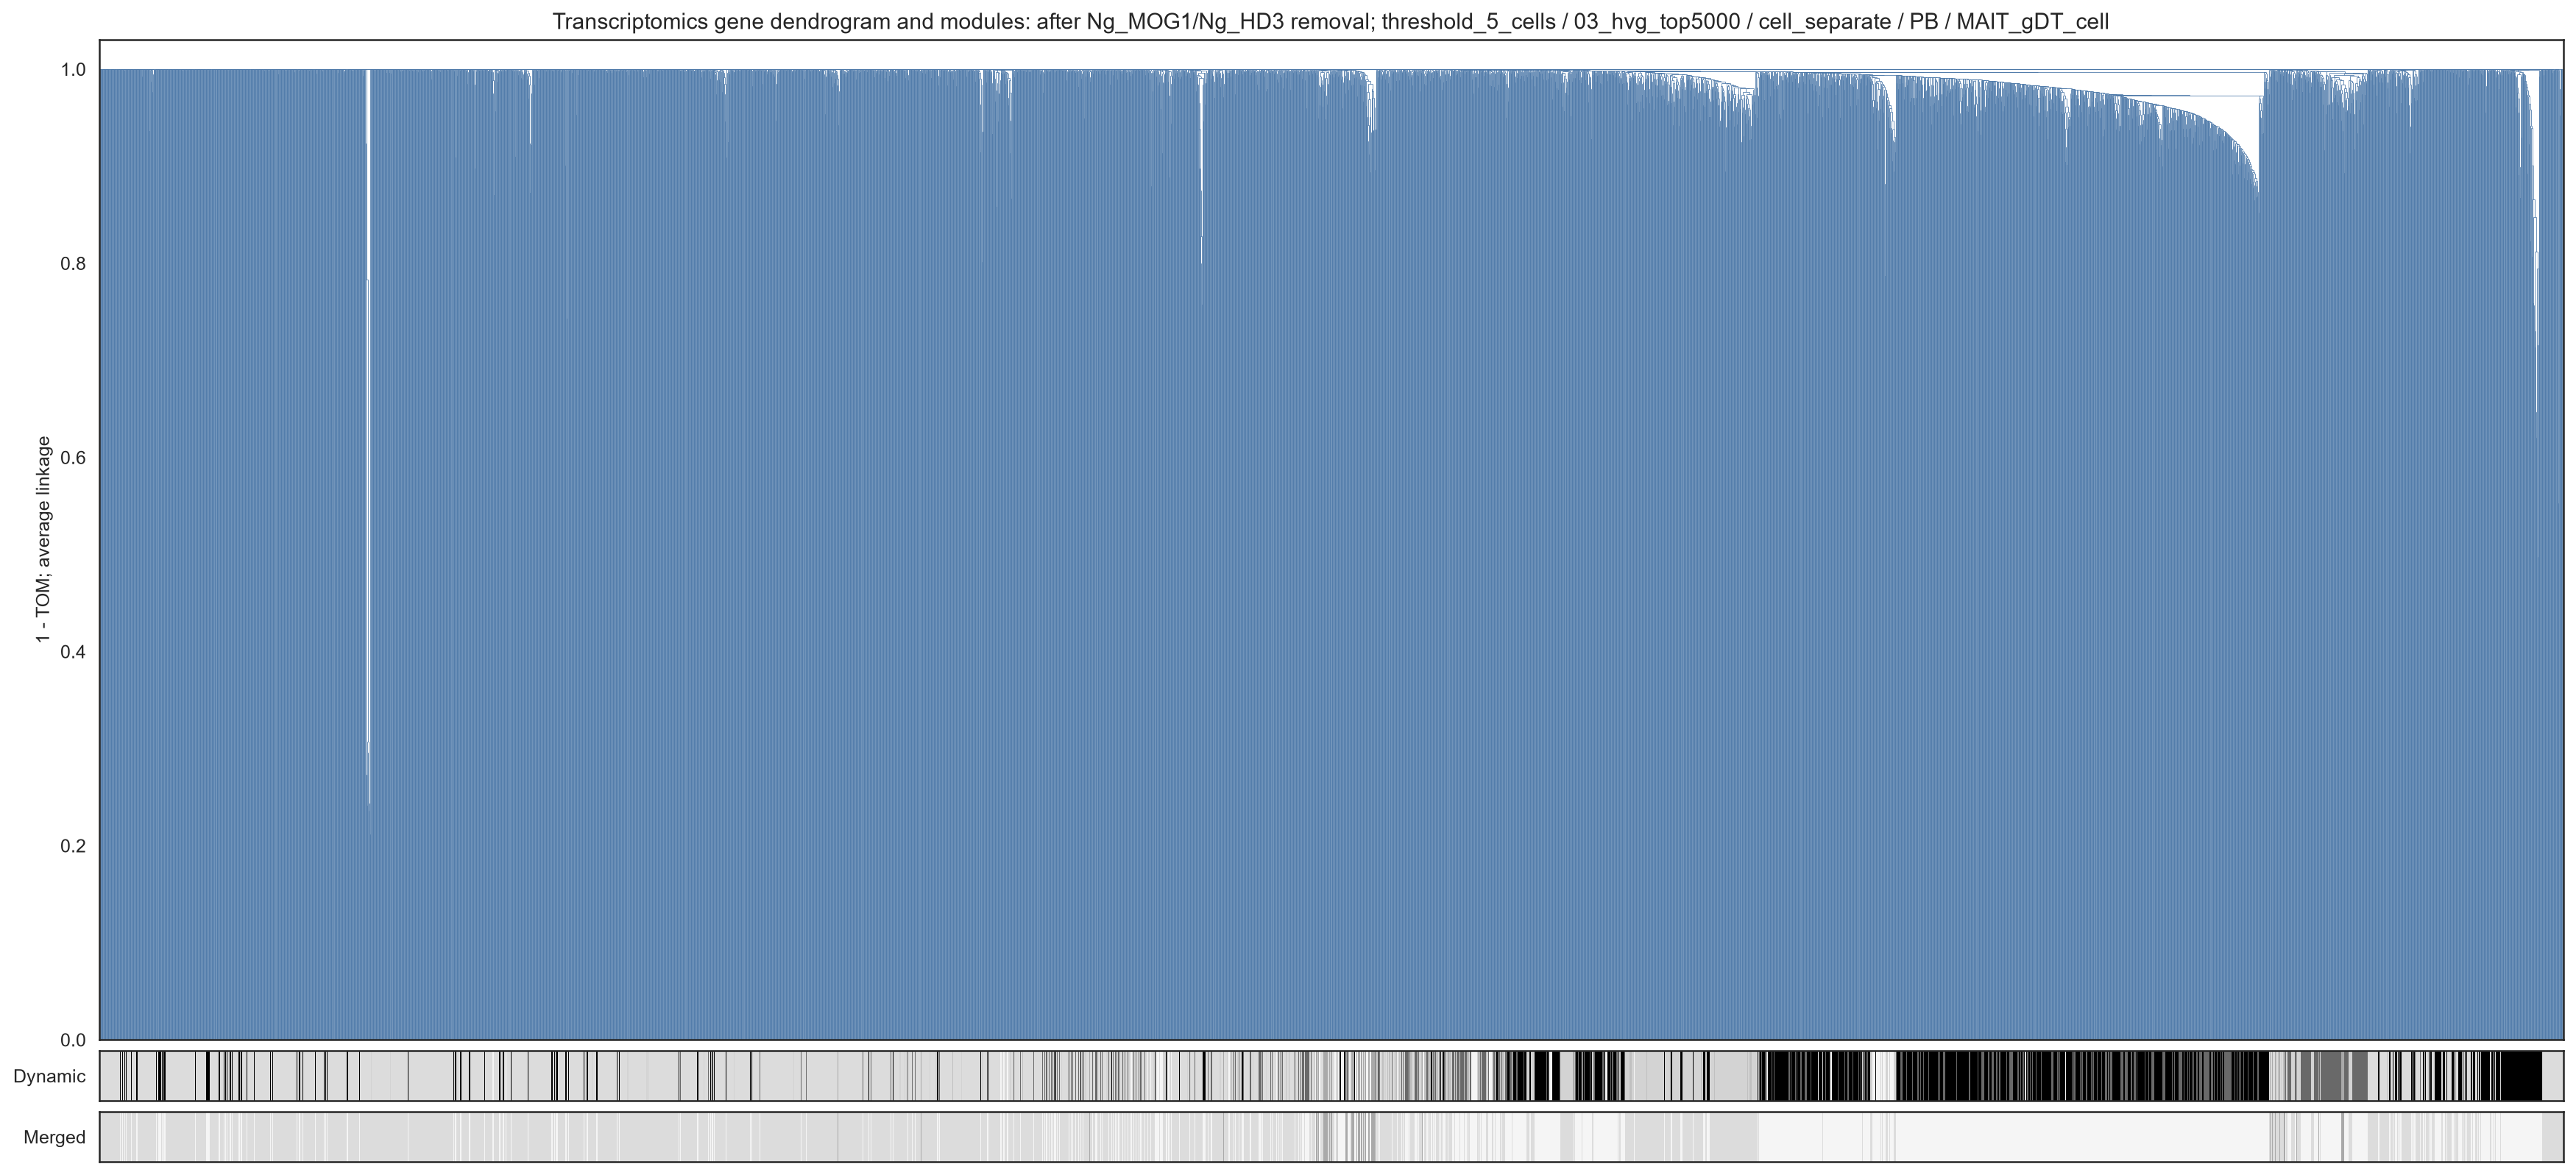 Transcriptomics gene dendrogram and modules: after Ng_MOG1/Ng_HD3 removal; threshold_5_cells / 03_hvg_top5000 / cell_separate / PB / MAIT_gDT_cell
1.0
0.8
0.6
0.4
0.2
0.0
1 - TOM; average linkage
Dynamic
Merged